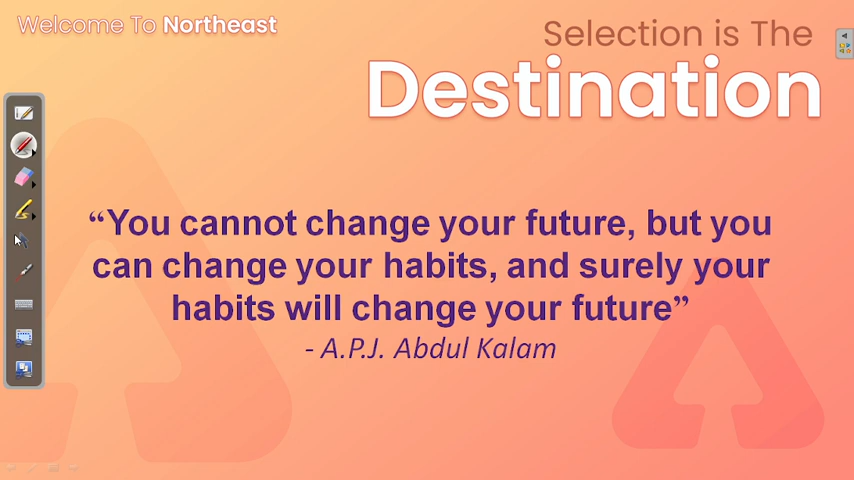 Welcome To Northeast
Selection is The
Destination
“You cannot change your future, but you
can change your habits, and surely your
habits will change your future”
- A.P.J. Abdul Kalam